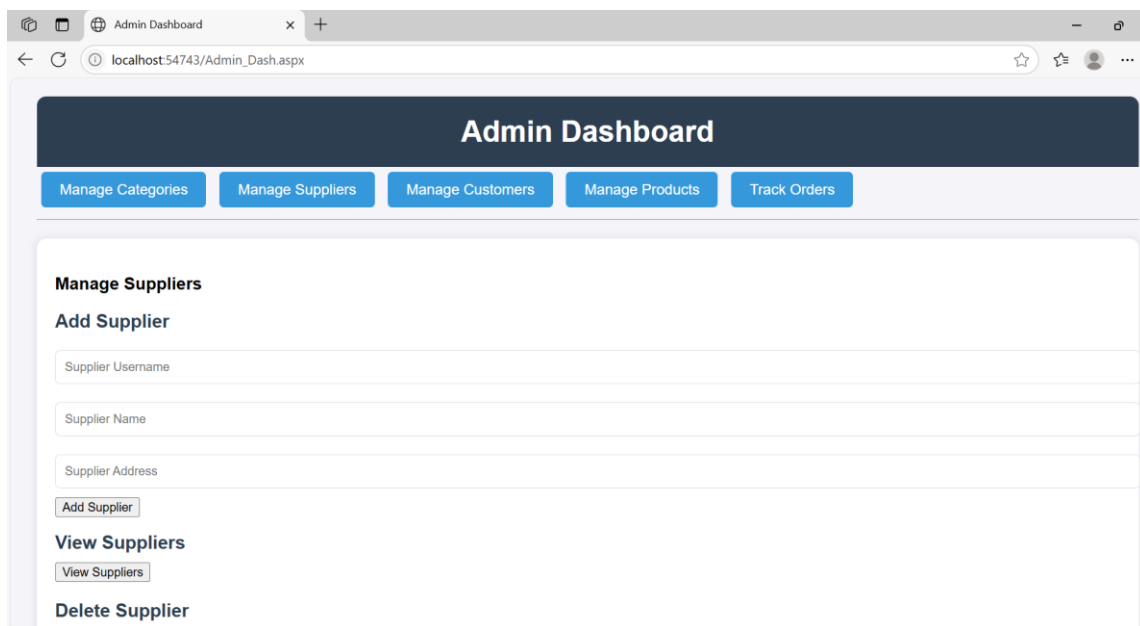 Admin Dashboard
localhost:54743/Admin_Dash.aspx
Admin Dashboard
Manage Categories Manage Suppliers Manage Customers Manage Products Track Orders
Manage Suppliers
Add Supplier
Supplier Username
Supplier Name
Supplier Address
Add Supplier
View Suppliers
View Suppliers
Delete Supplier